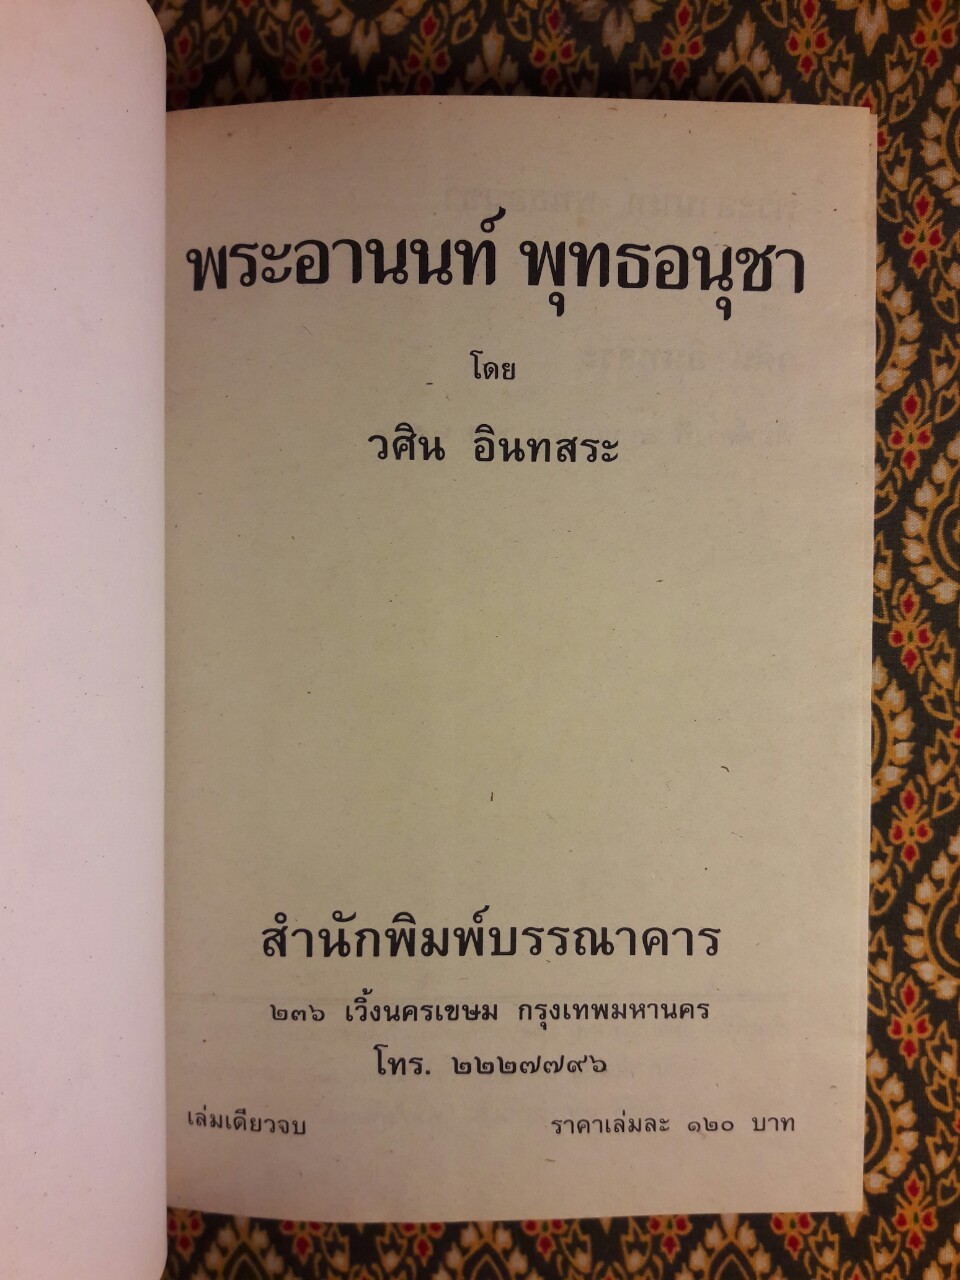 พระอานนท์ พุทธอนุชา
โดย
วศิน อินทสระ
สำนักพิมพ์บรรณาคาร
๒๓๖ เวิ้งนครเขษม กรุงเทพมหานคร
โทร. ๒๒๒๗๗๙๖
เล่มเดียวจบ ราคาเล่มละ ๑๒๐ บาท